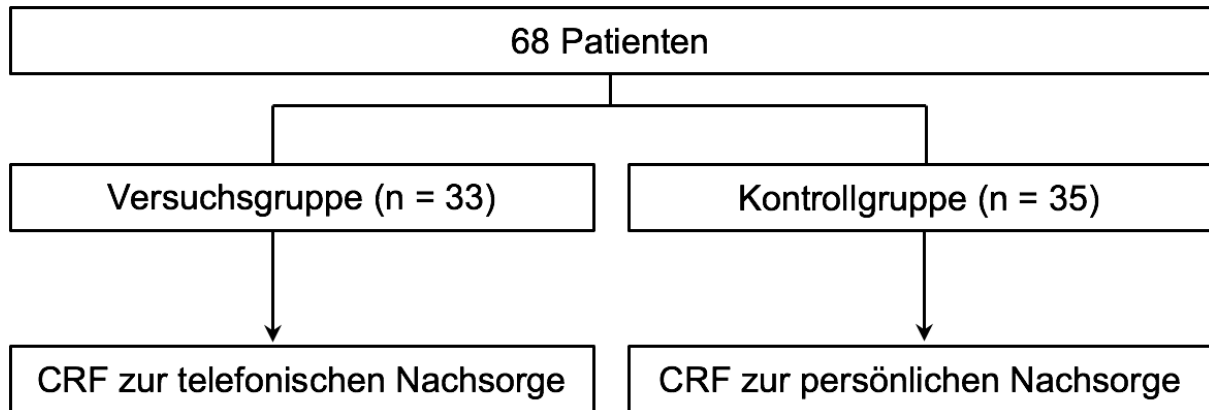 68 Patienten
Versuchsgruppe (n = 33)
Kontrollgruppe (n = 35)
CRF zur telefonischen Nachsorge
CRF zur persönlichen Nachsorge